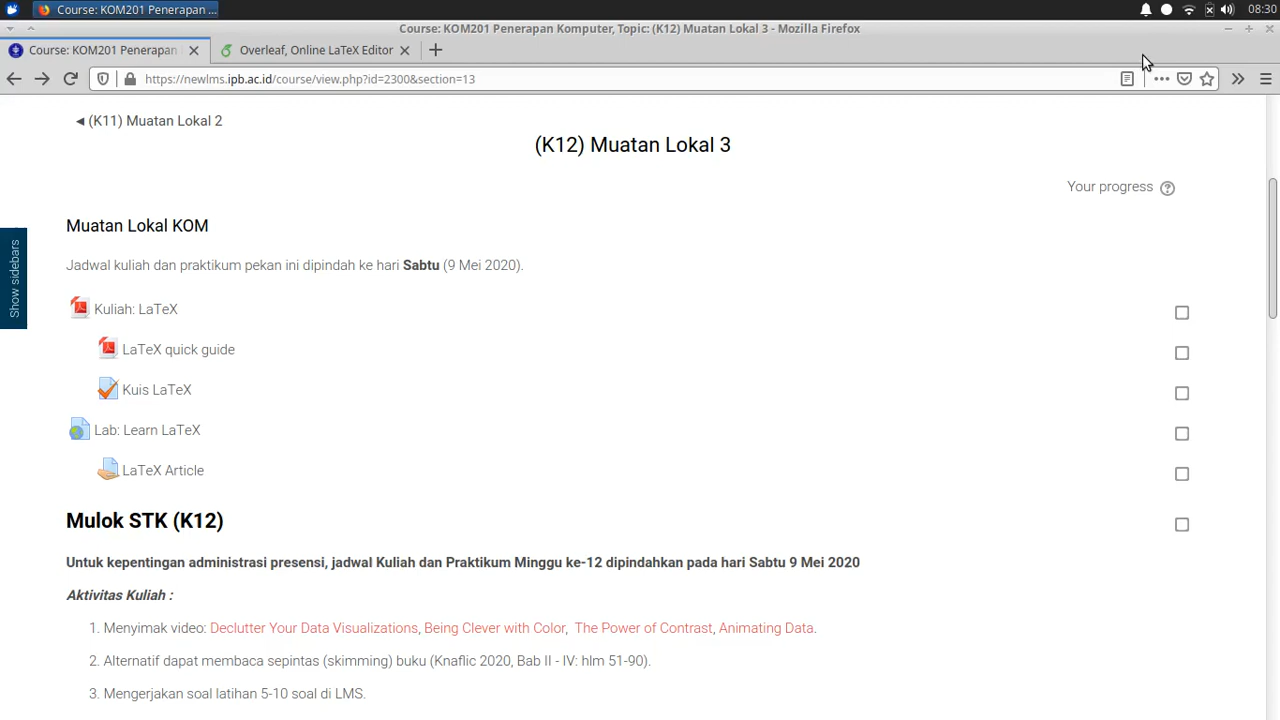 Course: KOM201 Penerapan ...
08:30
Course: KOM201 Penerapan Komputer, Topic: (K12) Muatan Lokal 3 - Mozilla Firefox
Course: KOM201 Penerapan
Overleaf, Online LaTeX Editor
https://newlms.ipb.ac.id/course/view.php?id=2300&section=13
◄ (K11) Muatan Lokal 2
(K12) Muatan Lokal 3
Your progress
Show sidebars
Muatan Lokal KOM
Jadwal kuliah dan praktikum pekan ini dipindah ke hari Sabtu (9 Mei 2020).
Kuliah: LaTeX
LaTeX quick guide
Kuis LaTeX
Lab: Learn LaTeX
LaTeX Article
Mulok STK (K12)
Untuk kepentingan administrasi presensi, jadwal Kuliah dan Praktikum Minggu ke-12 dipindahkan pada hari Sabtu 9 Mei 2020
Aktivitas Kuliah :
1. Menyimak video: Declutter Your Data Visualizations, Being Clever with Color, The Power of Contrast, Animating Data.
2. Alternatif dapat membaca sepintas (skimming) buku (Knaflic 2020, Bab II - IV: hlm 51-90).
3. Mengerjakan soal latihan 5-10 soal di LMS.